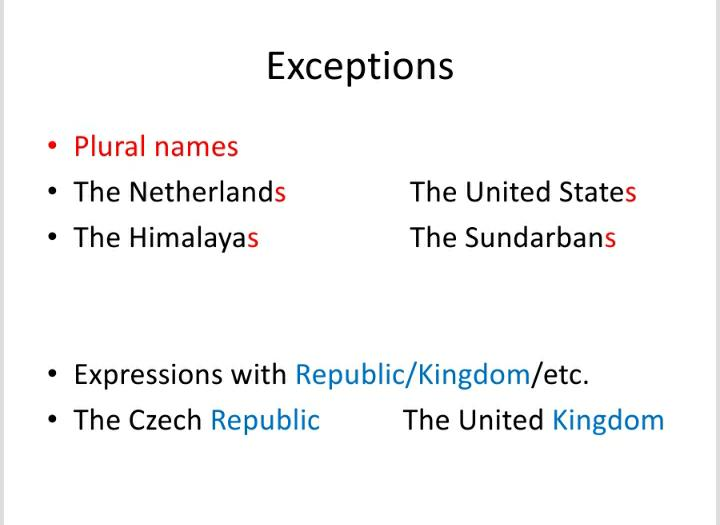 Exceptions
• Plural names
• The Netherlands The United States
• The Himalayas The Sundarbans
• Expressions with Republic/Kingdom/etc.
• The Czech Republic The United Kingdom